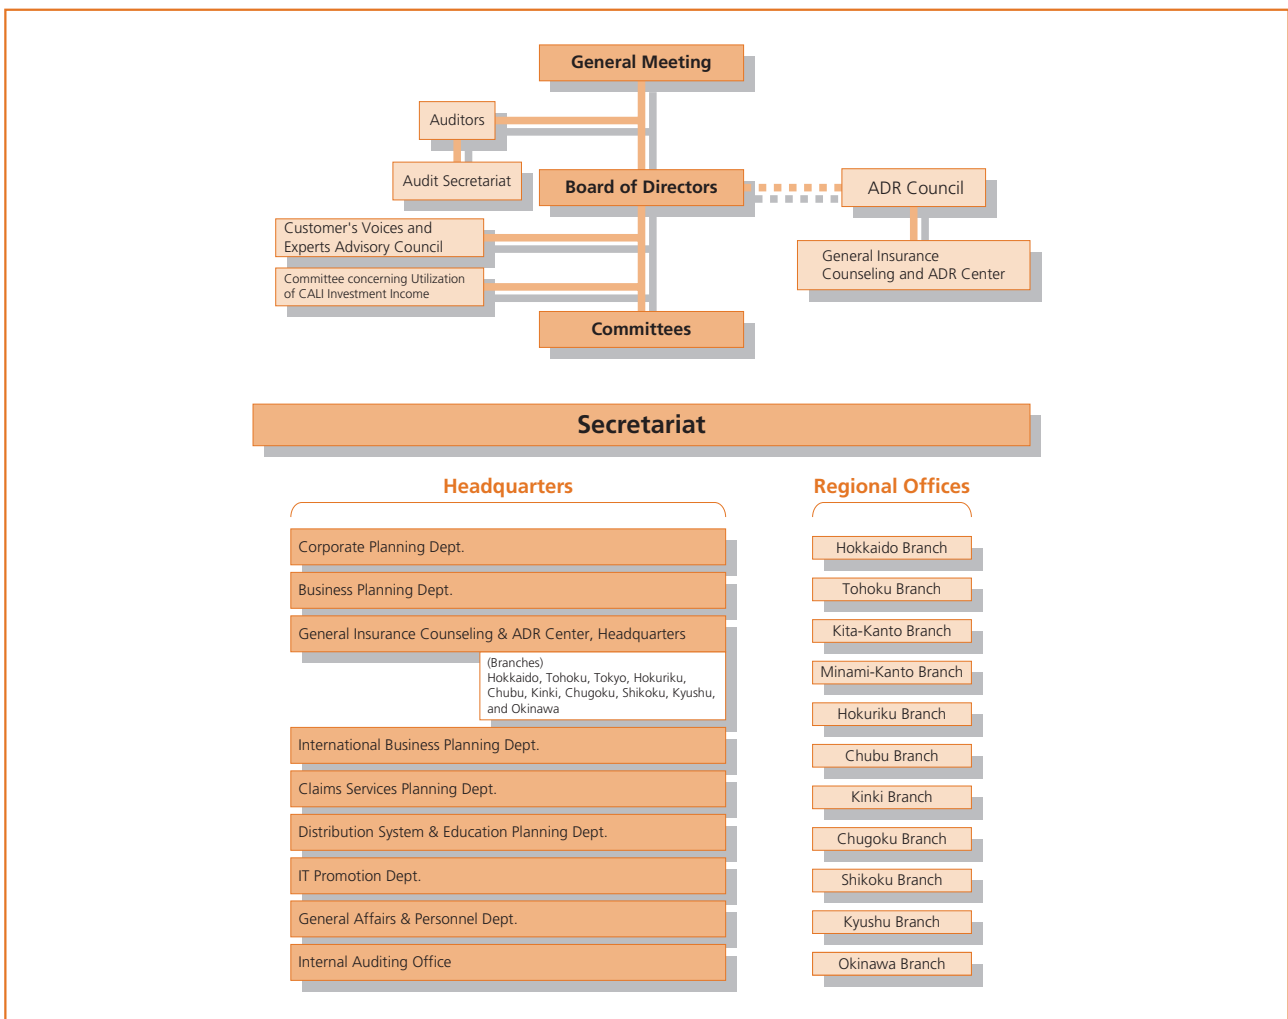 General Meeting
Auditors
Audit Secretariat
Board of Directors
ADR Council
Customer's Voices and
Experts Advisory Council
General Insurance
Counseling and ADR Center
Committee concerning Utilization
of CALI Investment Income
Committees
Secretariat
Headquarters
Corporate Planning Dept.
Business Planning Dept.
General Insurance Counseling & ADR Center, Headquarters
(Branches)
Hokkaido, Tohoku, Tokyo, Hokuriku,
Chubu, Kinki, Chugoku, Shikoku, Kyushu,
and Okinawa
International Business Planning Dept.
Claims Services Planning Dept.
Distribution System & Education Planning Dept.
IT Promotion Dept.
General Affairs & Personnel Dept.
Internal Auditing Office
Regional Offices
Hokkaido Branch
Tohoku Branch
Kita-Kanto Branch
Minami-Kanto Branch
Hokuriku Branch
Chubu Branch
Kinki Branch
Chugoku Branch
Shikoku Branch
Kyushu Branch
Okinawa Branch